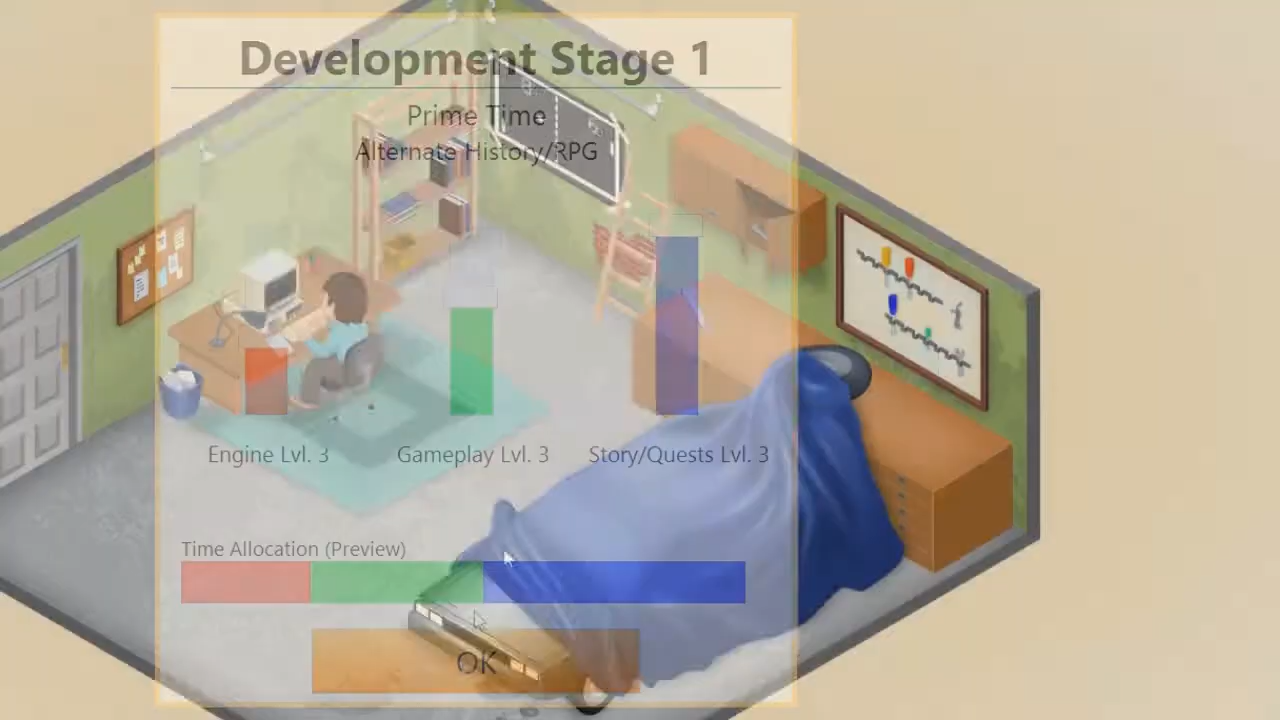 Development Stage 1
Prime Time
Alternate History/RPG
Engine Lvl. 3
Gameplay Lvl. 3
Story/Quests Lvl. 3
Time Allocation (Preview)
OK